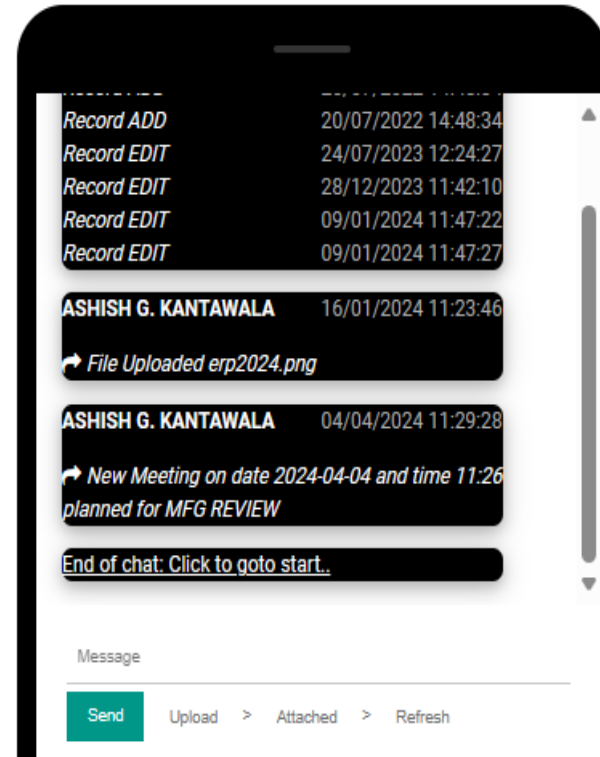 Record ADD 20/07/2022 14:48:34
Record EDIT 24/07/2023 12:24:27
Record EDIT 28/12/2023 11:42:10
Record EDIT 09/01/2024 11:47:22
Record EDIT 09/01/2024 11:47:27
ASHISH G. KANTAWALA 16/01/2024 11:23:46
File Uploaded erp2024.png
ASHISH G. KANTAWALA 04/04/2024 11:29:28
New Meeting on date 2024-04-04 and time 11:26
planned for MFG REVIEW
End of chat: Click to goto start..
Message
Send Upload > Attached > Refresh